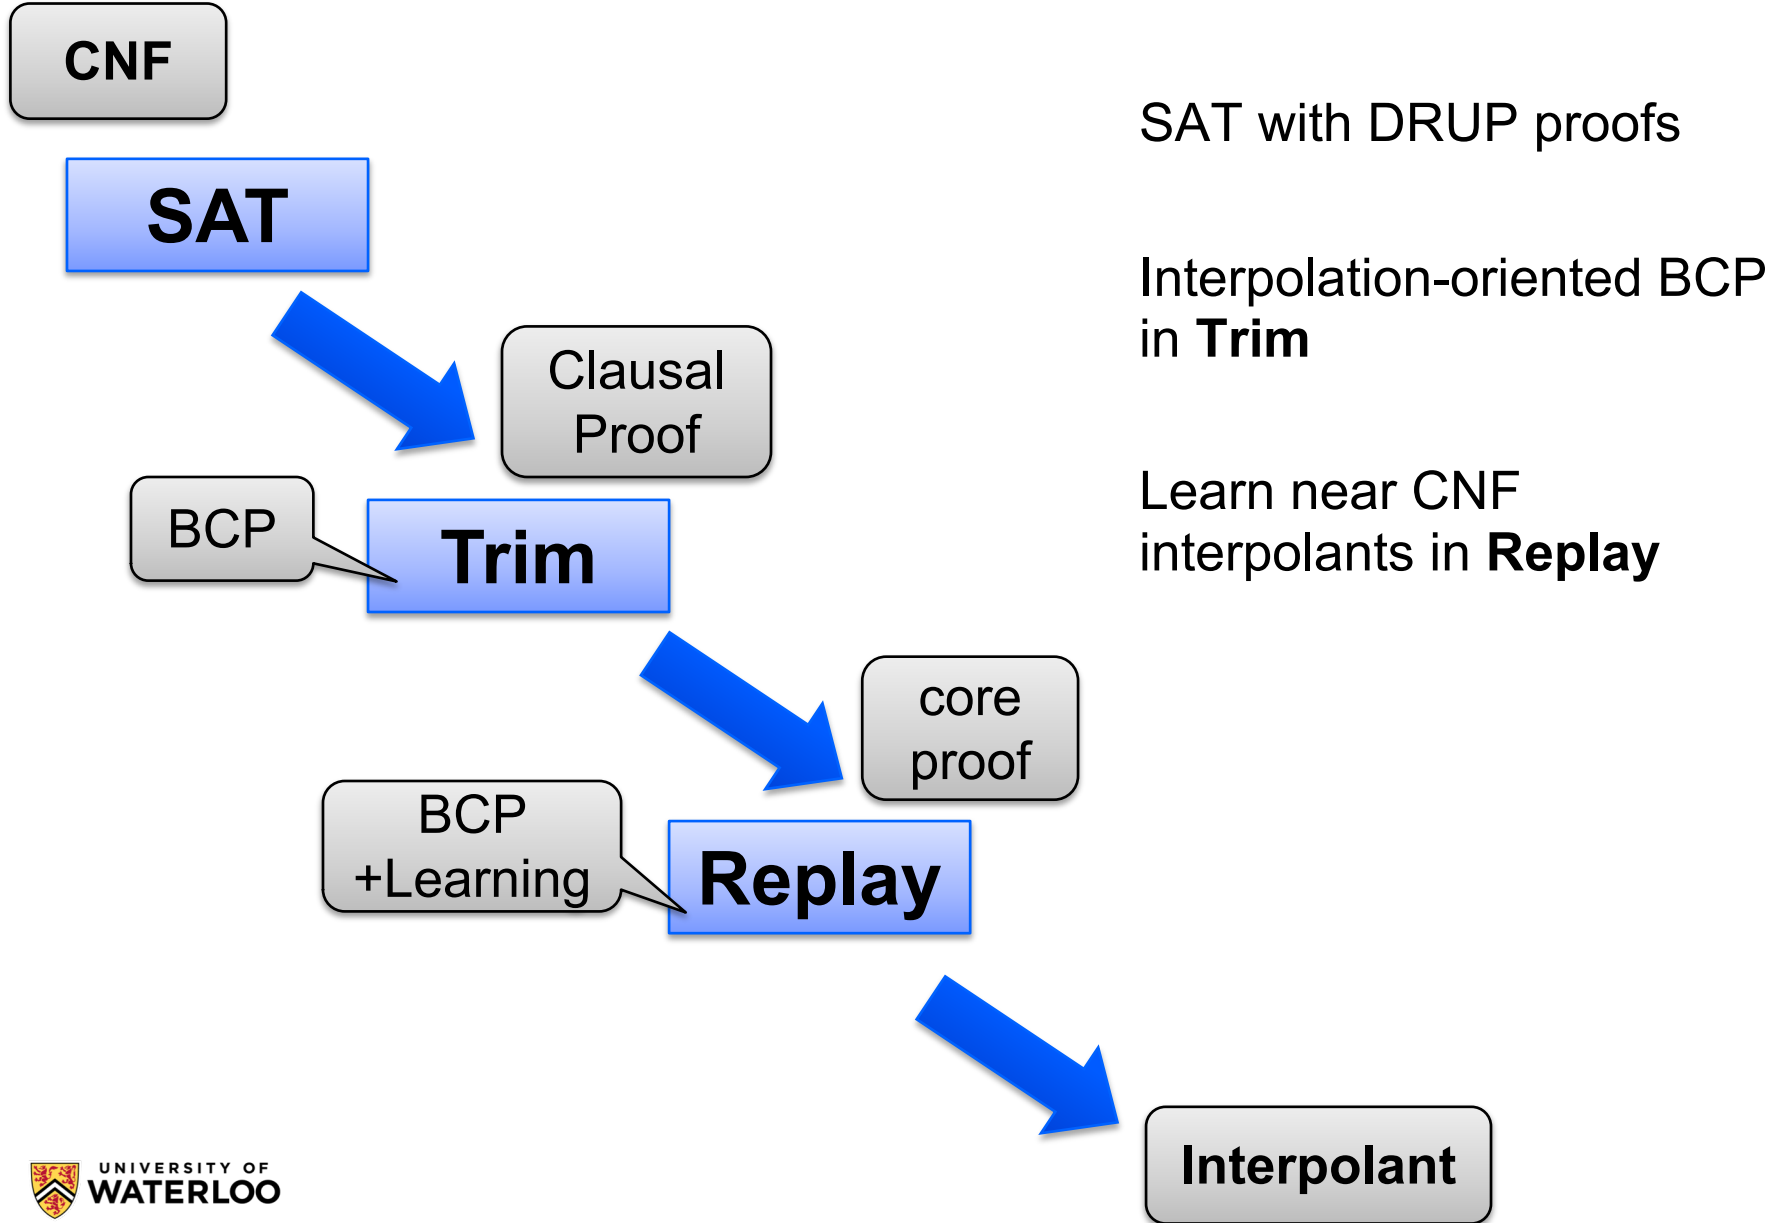 CNF
SAT
Clausal
Proof
BCP
Trim
core
proof
BCP
+Learning
Replay
Interpolant
SAT with DRUP proofs
Interpolation-oriented BCP
in Trim
Learn near CNF
interpolants in Replay
UNIVERSITY OF
WATERLOO